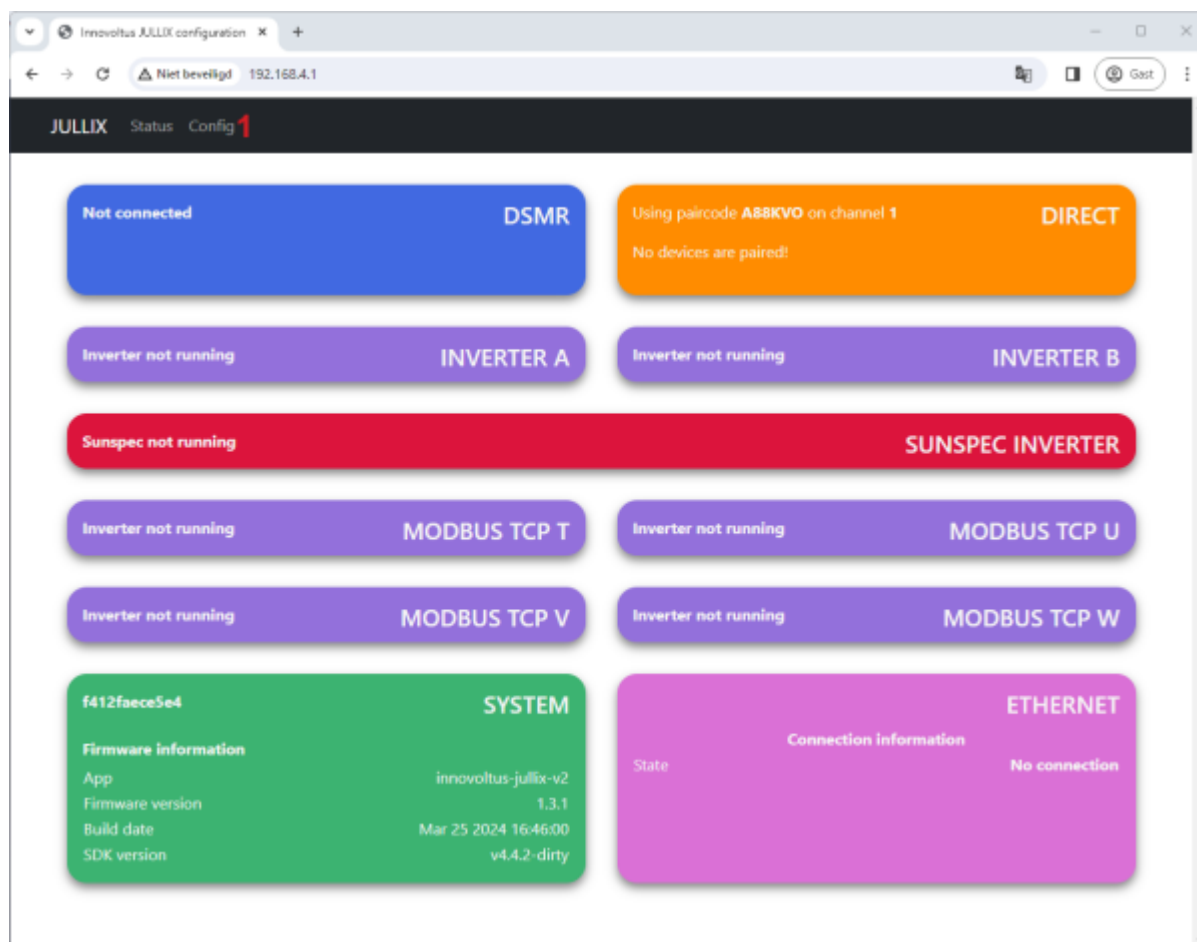 Innovoltus JULLIX configuration
Niet beveiligd 192.168.4.1 Gast
JULLIX Status Config 1
Not connected DSMR
Using paircode A88KVO on channel 1 DIRECT
No devices are paired!
Inverter not running INVERTER A
Inverter not running INVERTER B
Sunspec not running SUNSPEC INVERTER
Inverter not running MODBUS TCP T
Inverter not running MODBUS TCP U
Inverter not running MODBUS TCP V
Inverter not running MODBUS TCP W
f412faece5e4 SYSTEM
Firmware information
App innovoltus-jullix-v2
Firmware version 1.3.1
Build date Mar 25 2024 16:46:00
SDK version v4.4.2-dirty
ETHERNET
Connection information
State No connection